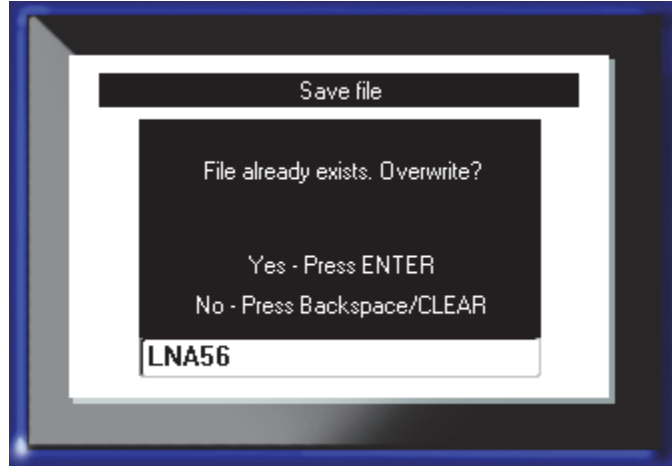 Save file
File already exists. Overwrite?
Yes - Press ENTER
No - Press Backspace/CLEAR
LNA56